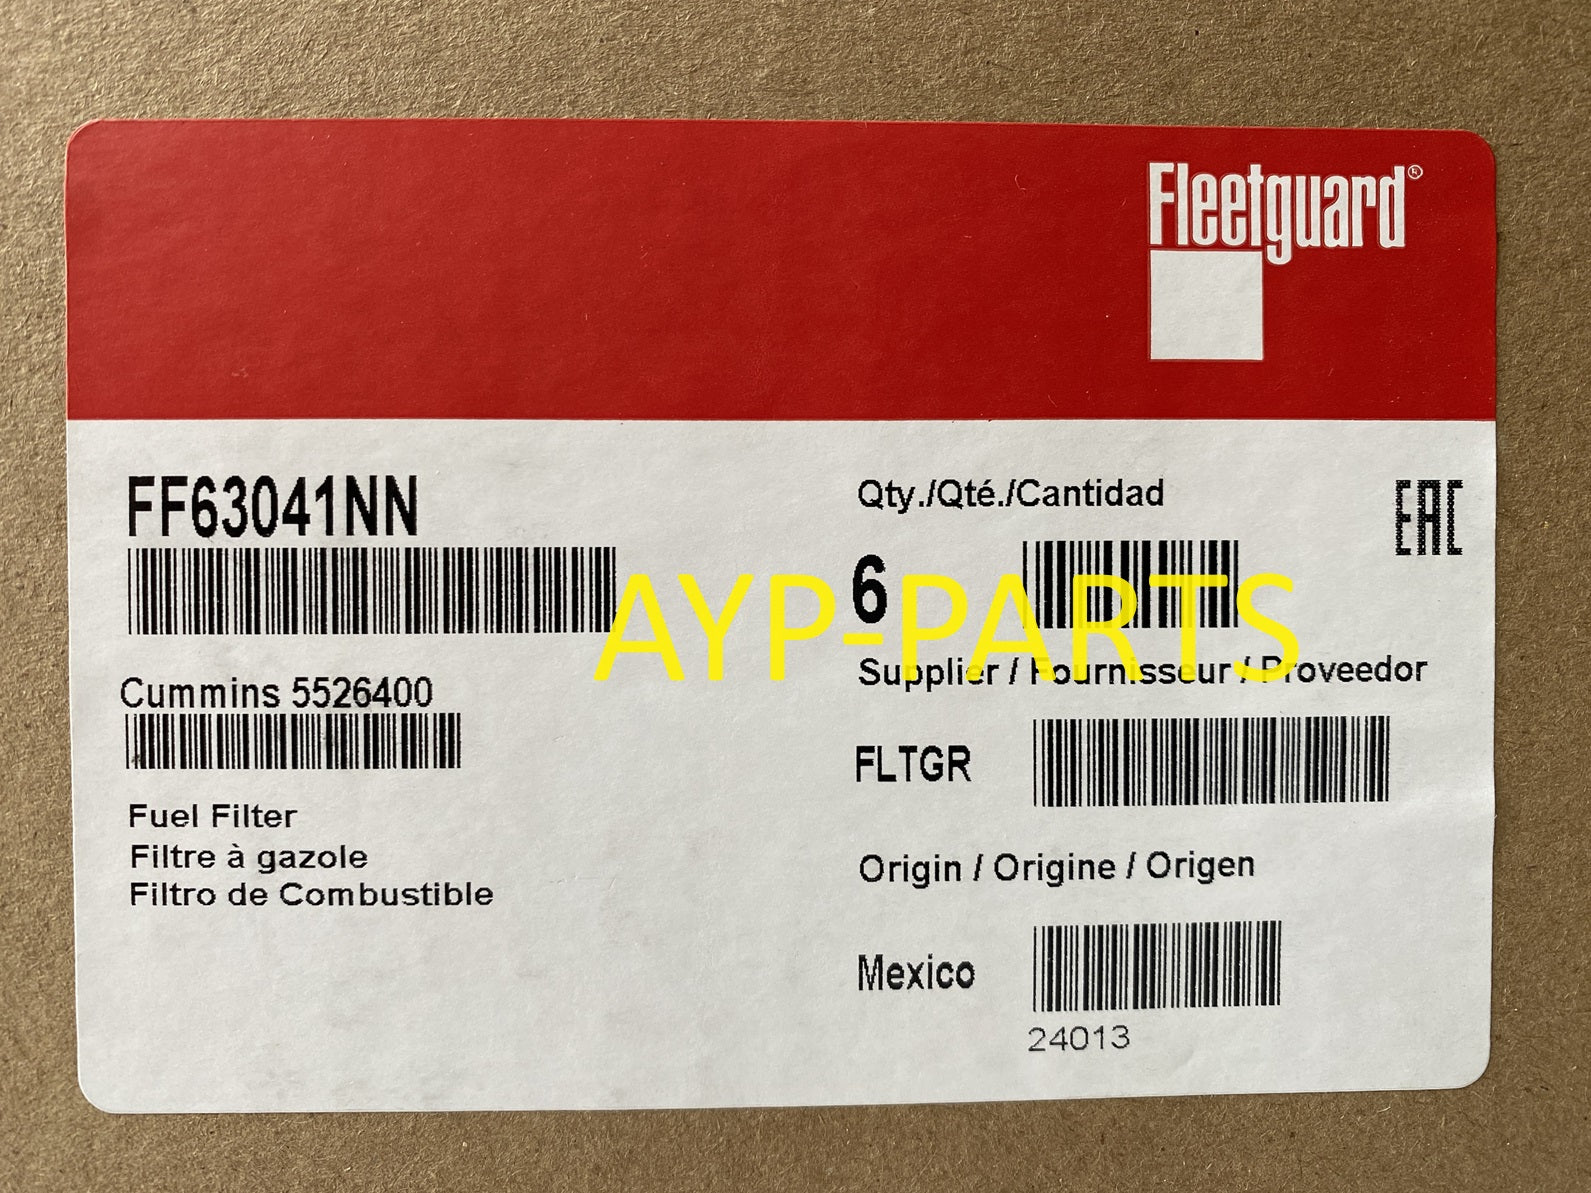 Fleetguard®
FF63041NN
Cummins 5526400
Fuel Filter
Filtre à gazole
Filtro de Combustible
Qty./Qté./Cantidad
6
EAC
AYP-PARTS
Supplier / Fournisseur / Proveedor
FLTGR
Origin / Origine / Origen
Mexico
24013